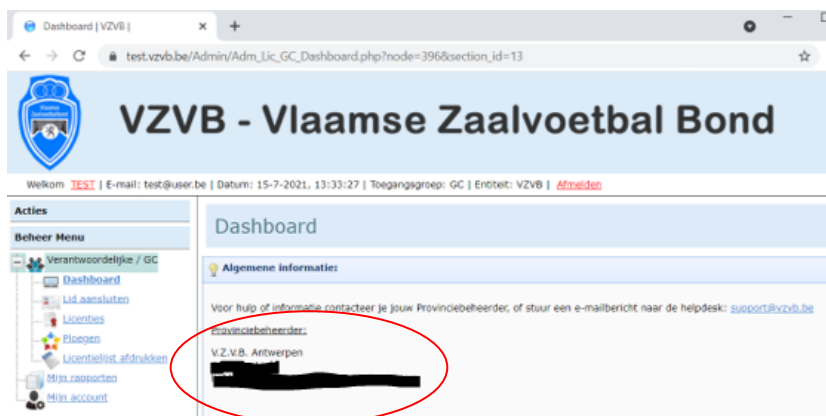 Dashboard | VZVB |
test.vzvb.be/Admin/Adm_Lic_GC_Dashboard.php?node=396&section_id=13
VZVB - Vlaamse Zaalvoetbal Bond
Welkom TEST | E-mail: test@user.be | Datum: 15-7-2021, 13:33:27 | Toegangsgroep: GC | Entiteit: VZVB | Afmelden
Acties
Beheer Menu
Verantwoordelijke / GC
Dashboard
Lid aansluiten
Licenties
Ploegen
Licentielijst afdrukken
Mijn rapporten
Mijn account
Dashboard
Algemene informatie:
Voor hulp of informatie contacteer je jouw Provinciebeheerder, of stuur een e-mailbericht naar de helpdesk: support@vzvb.be
Provinciebeheerder:
V.Z.V.B. Antwerpen